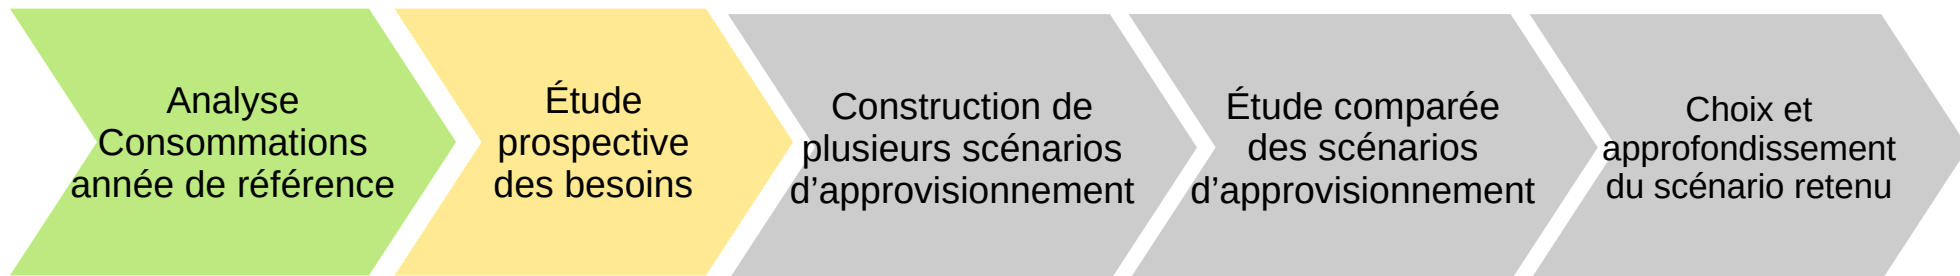 Analyse
Consommations
année de référence
Étude
prospective
des besoins
Construction de
plusieurs scénarios
d’approvisionnement
Étude comparée
des scénarios
d’approvisionnement
Choix et
approfondissement
du scénario retenu